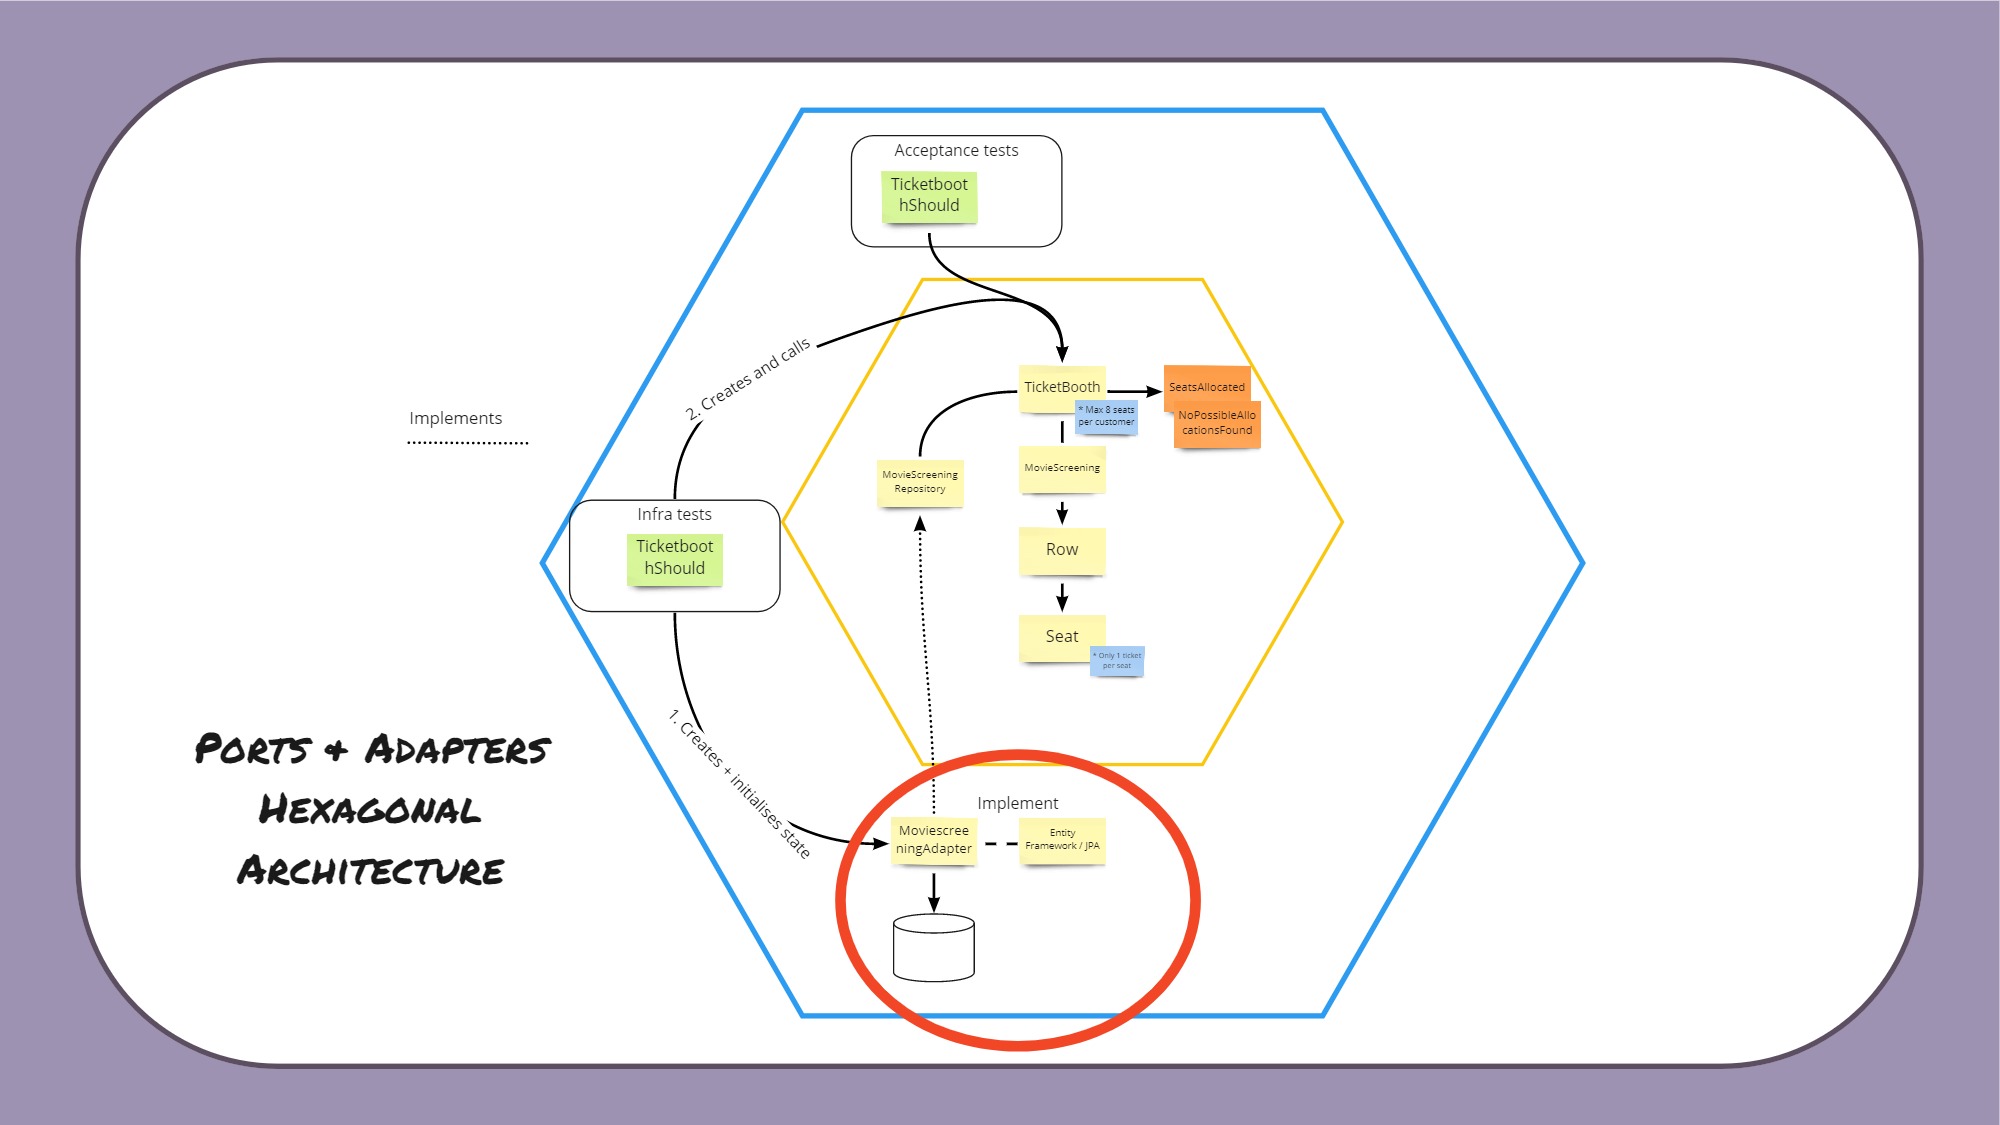 Acceptance tests
Ticketboot
hShould
2. Creates and calls
TicketBooth
* Max 8 seats
per customer
SeatsAllocated
NoPossibleAllo
cationsFound
Implements
MovieScreening
Repository
MovieScreening
Infra tests
Ticketboot
hShould
Row
Seat
* Only 1 ticket
per seat
1. Creates + initialises state
Ports & Adapters
Hexagonal
Architecture
Implement
Moviescree
ningAdapter
Entity
Framework / JPA